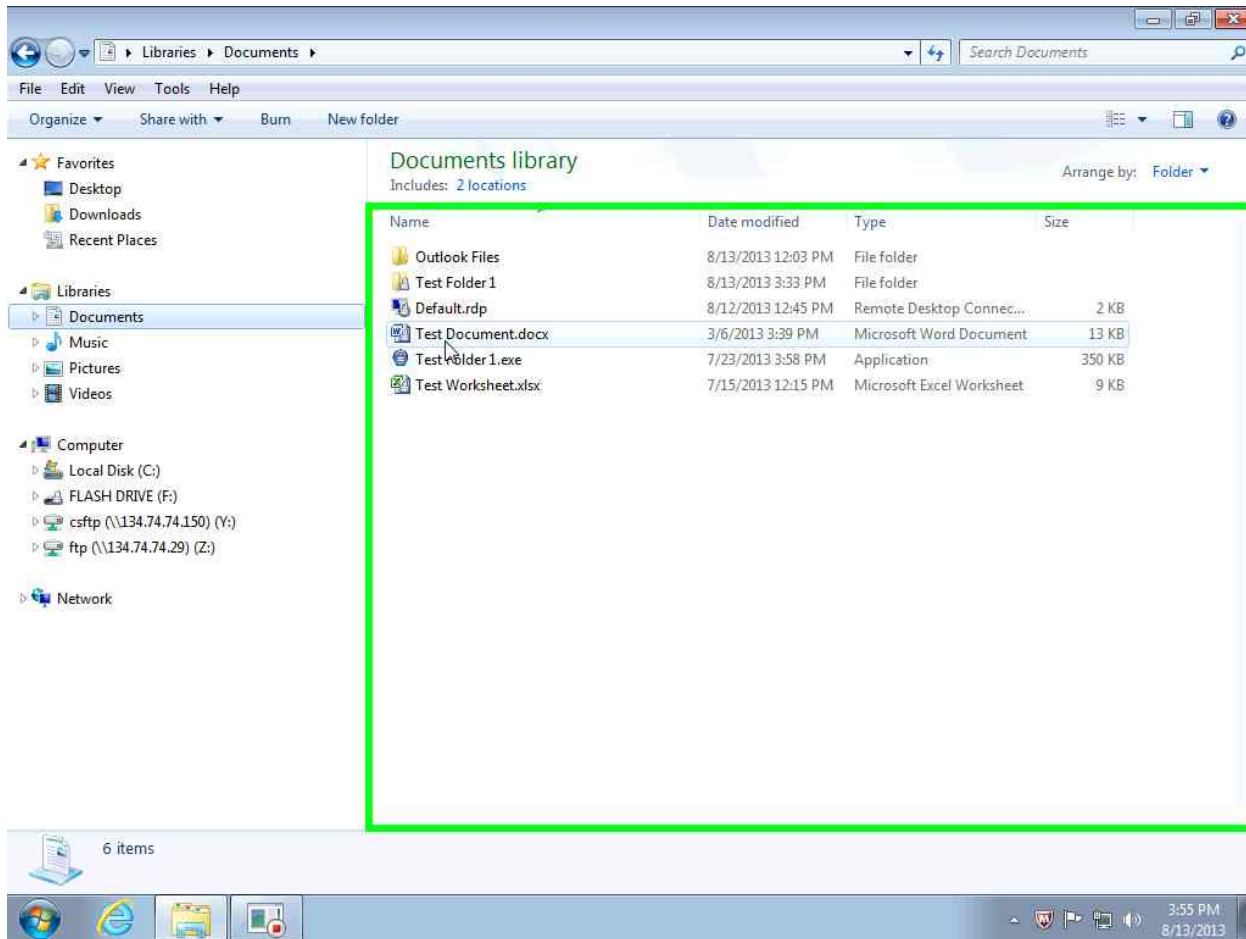 Libraries Documents
Search Documents
File Edit View Tools Help
Organize Share with Burn New folder
Favorites
Desktop
Downloads
Recent Places
Libraries
Documents
Music
Pictures
Videos
Computer
Local Disk (C:)
FLASH DRIVE (F:)
csftp (\\134.74.74.150) (Y:)
ftp (\\134.74.74.29) (Z:)
Network
Documents library
Includes: 2 locations
Arrange by: Folder
Name Date modified Type Size
Outlook Files 8/13/2013 12:03 PM File folder
Test Folder 1 8/13/2013 3:33 PM File folder
Default.rdp 8/12/2013 12:45 PM Remote Desktop Connec... 2 KB
Test Document.docx 3/6/2013 3:39 PM Microsoft Word Document 13 KB
Test Folder 1.exe 7/23/2013 3:58 PM Application 350 KB
Test Worksheet.xlsx 7/15/2013 12:15 PM Microsoft Excel Worksheet 9 KB
6 items
3:55 PM
8/13/2013